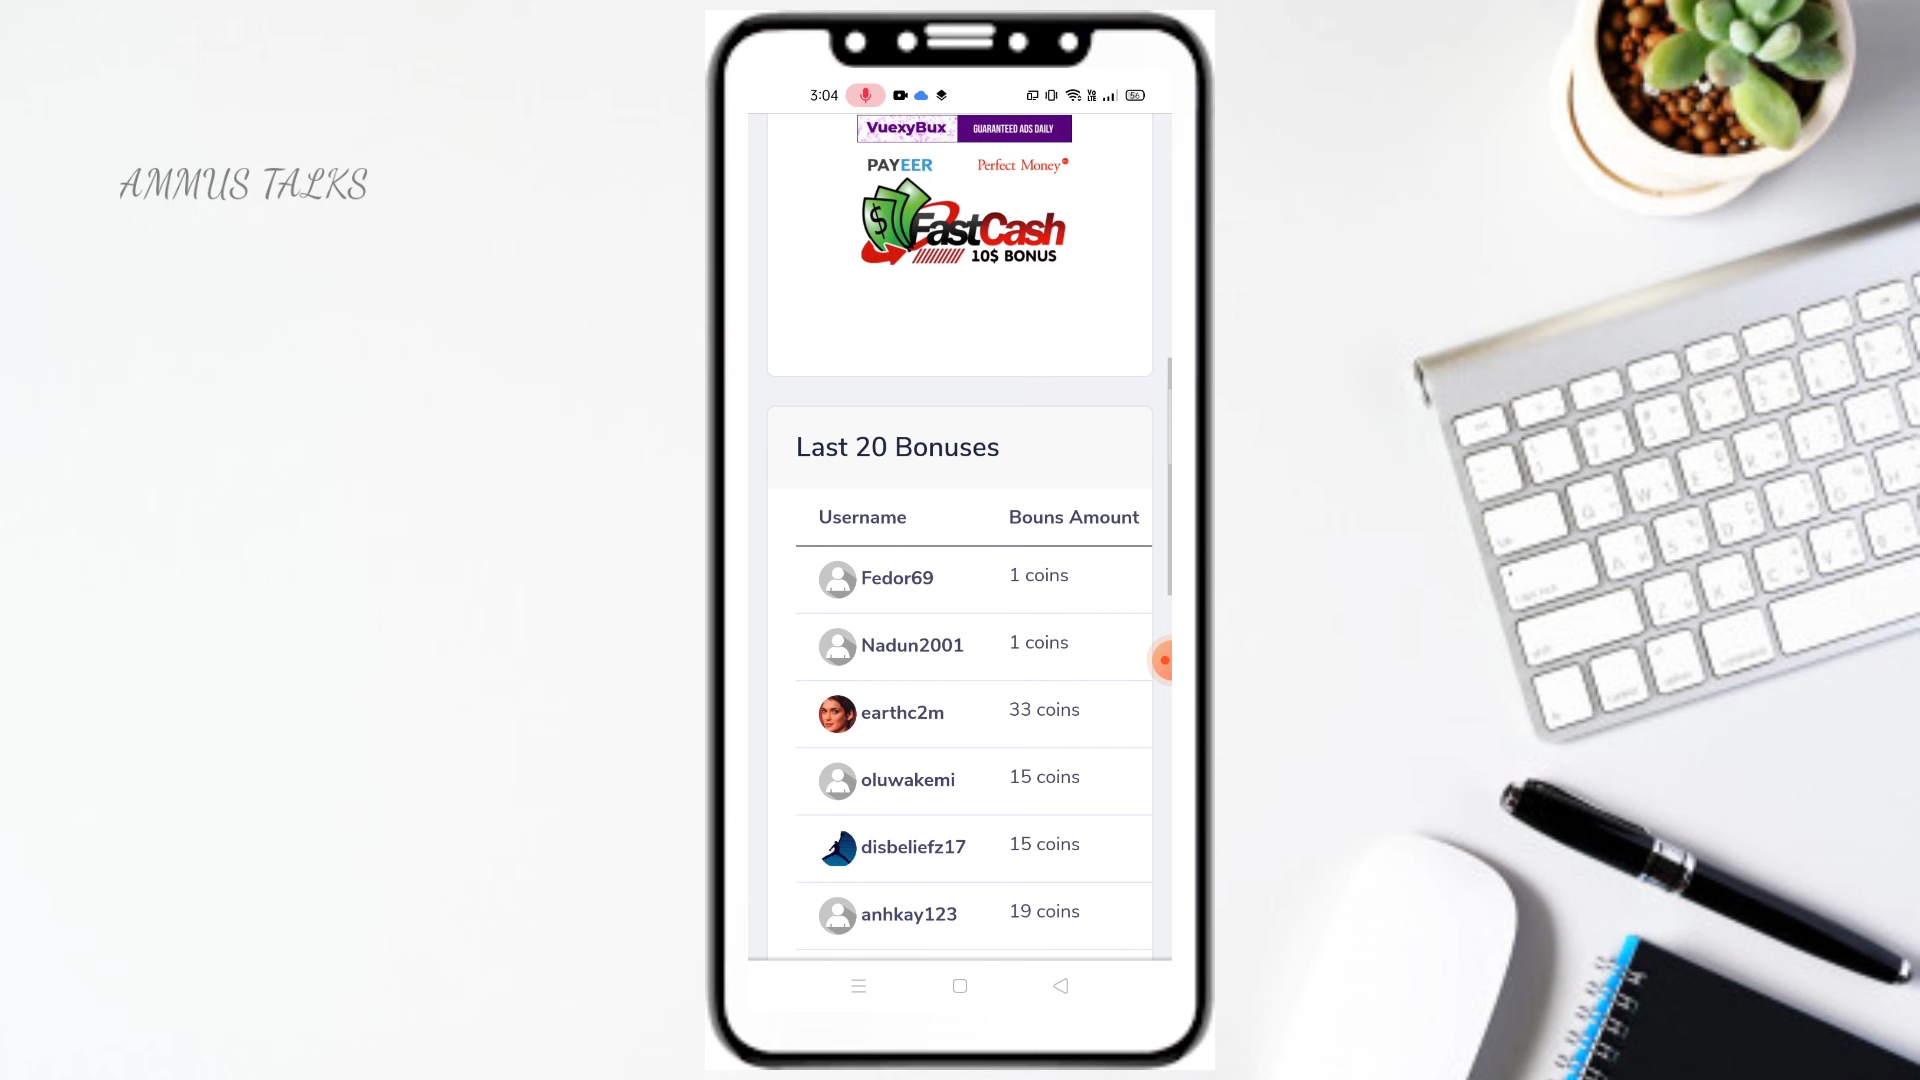 AMMUS TALKS
3:04
56
VuexyBux GUARANTEED ADS DAILY
PAYEER Perfect Money
$ FastCash
10$ BONUS
Last 20 Bonuses
Username Bouns Amount
Fedor69 1 coins
Nadun2001 1 coins
earthc2m 33 coins
oluwakemi 15 coins
disbeliefz17 15 coins
anhkay123 19 coins